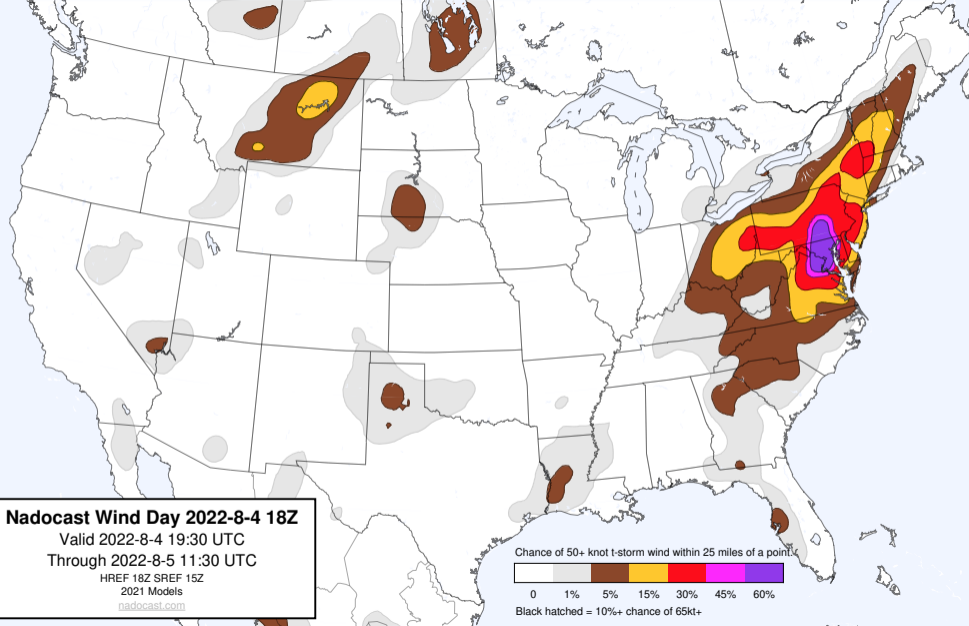 Nadocast Wind Day 2022-8-4 18Z
Valid 2022-8-4 19:30 UTC
Through 2022-8-5 11:30 UTC
HREF 18Z SREF 15Z
2021 Models
nadocast.com
Chance of 50+ knot t-storm wind within 25 miles of a point.
0 1% 5% 15% 30% 45% 60%
Black hatched = 10%+ chance of 65kt+